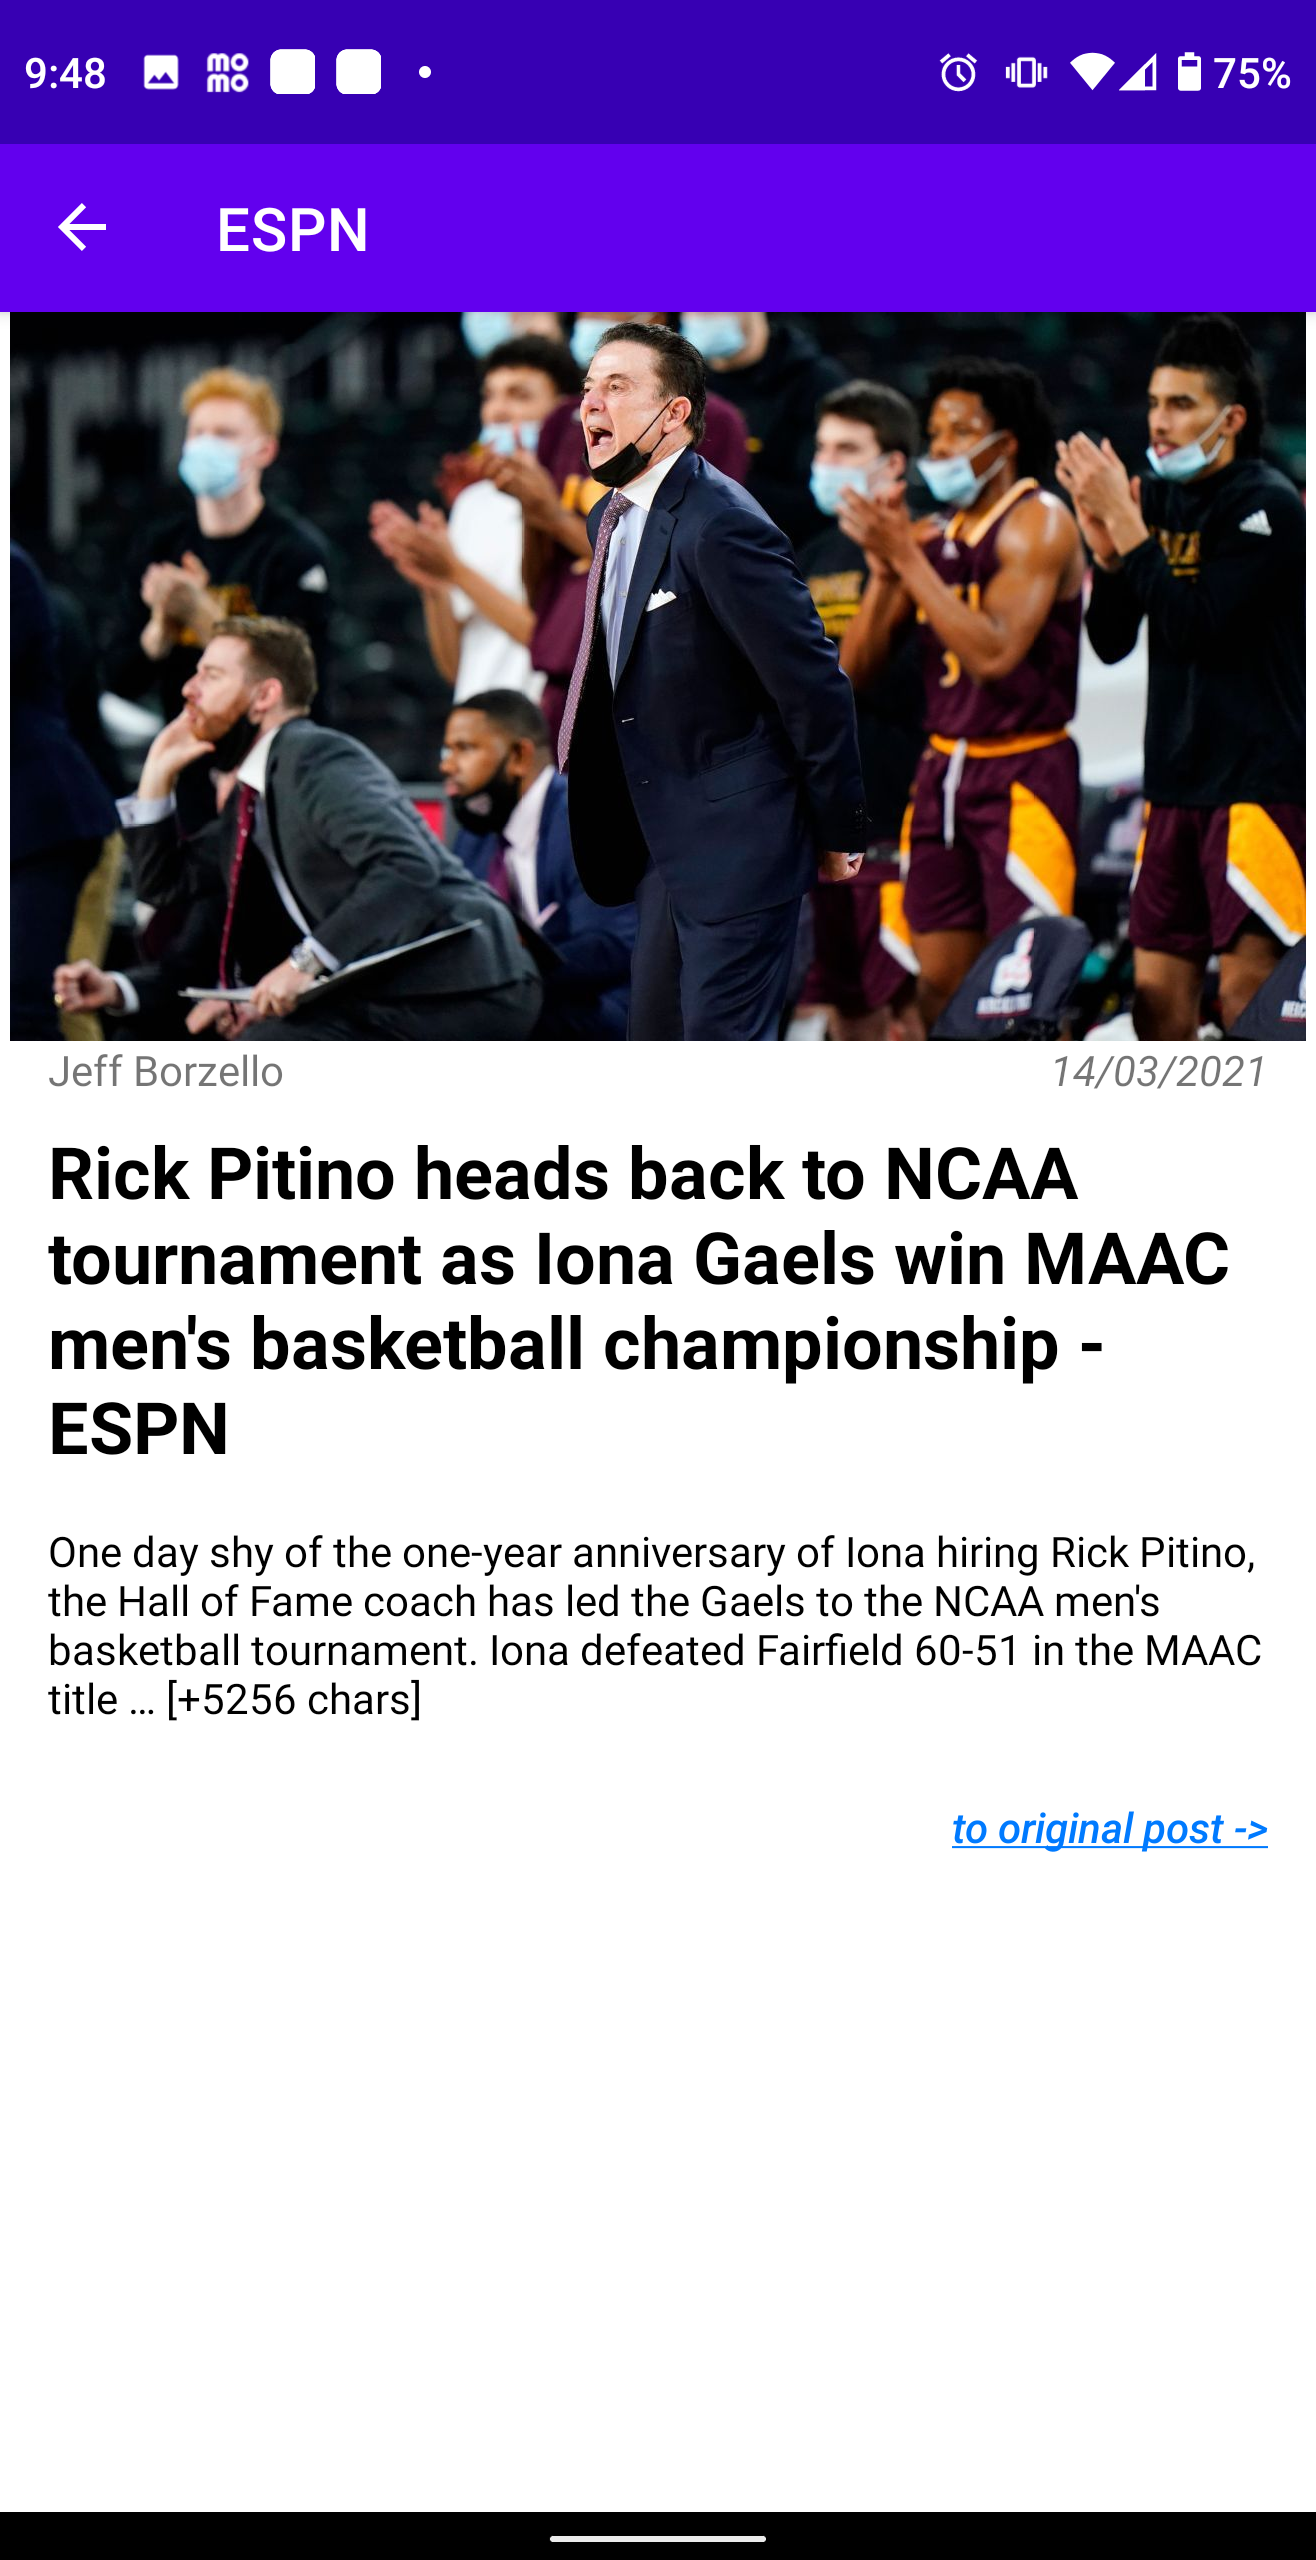 9:48 mo 75%
mo
ESPN
Jeff Borzello 14/03/2021
Rick Pitino heads back to NCAA
tournament as Iona Gaels win MAAC
men's basketball championship -
ESPN
One day shy of the one-year anniversary of Iona hiring Rick Pitino,
the Hall of Fame coach has led the Gaels to the NCAA men's
basketball tournament. Iona defeated Fairfield 60-51 in the MAAC
title … [+5256 chars]
to original post ->